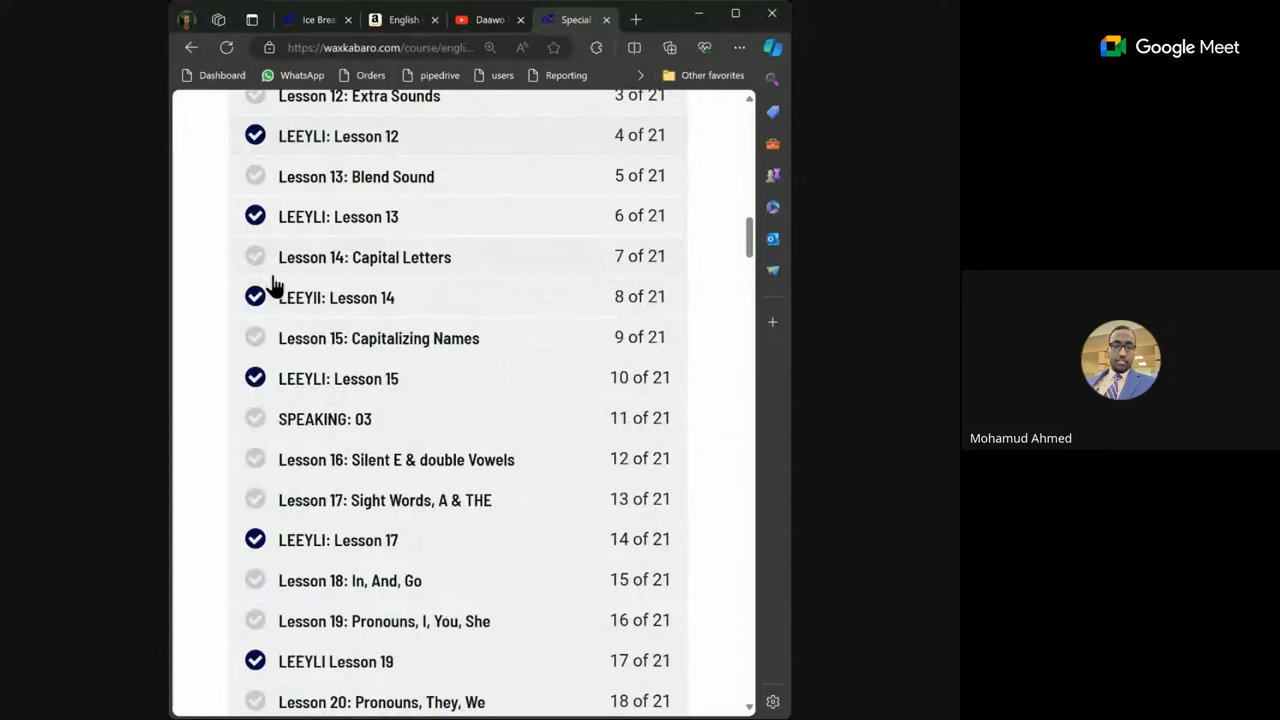 Ice Brea
English
Daawo
Special
https://waxkabaro.com/course/engli...
Dashboard
WhatsApp
Orders
pipedrive
users
Reporting
Other favorites
Google Meet
Lesson 12: Extra Sounds 3 of 21
LEEYLI: Lesson 12 4 of 21
Lesson 13: Blend Sound 5 of 21
LEEYLI: Lesson 13 6 of 21
Lesson 14: Capital Letters 7 of 21
LEEYII: Lesson 14 8 of 21
Lesson 15: Capitalizing Names 9 of 21
LEEYLI: Lesson 15 10 of 21
SPEAKING: 03 11 of 21
Lesson 16: Silent E & double Vowels 12 of 21
Lesson 17: Sight Words, A & THE 13 of 21
LEEYLI: Lesson 17 14 of 21
Lesson 18: In, And, Go 15 of 21
Lesson 19: Pronouns, I, You, She 16 of 21
LEEYLI Lesson 19 17 of 21
Lesson 20: Pronouns, They, We 18 of 21
Mohamud Ahmed